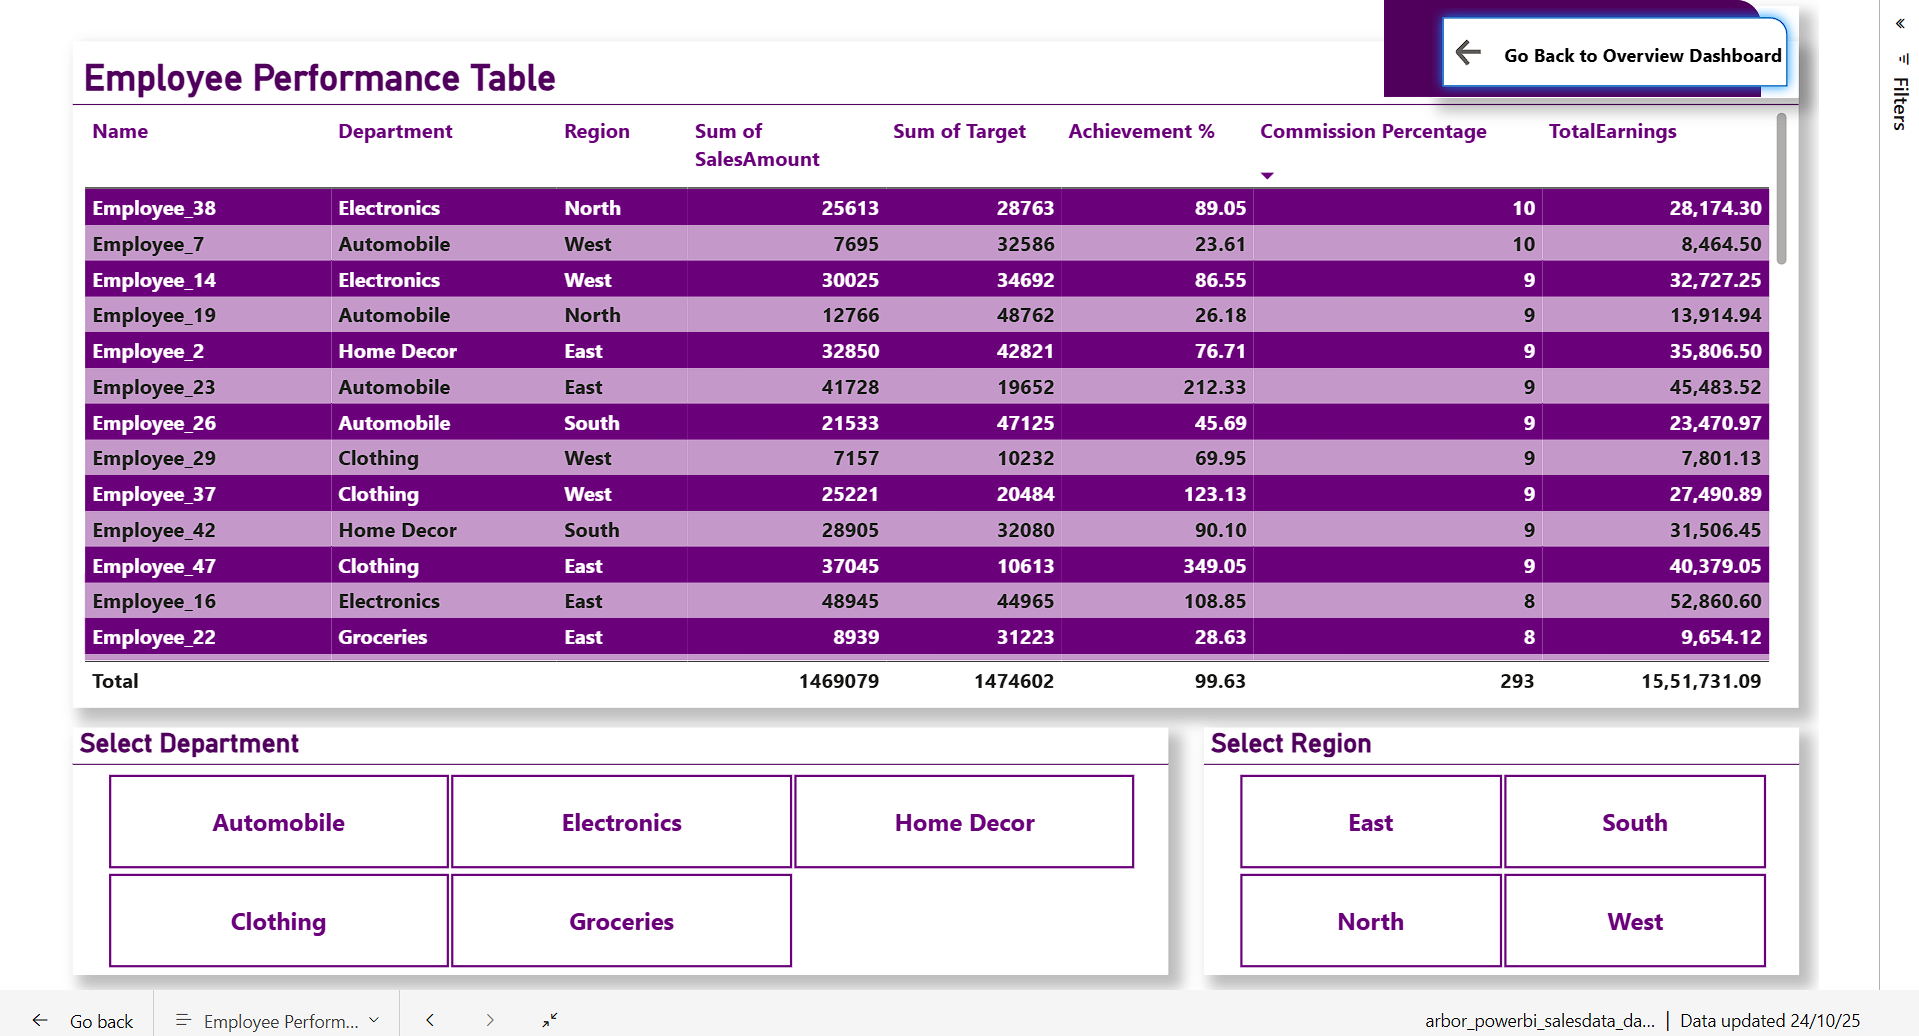 Go Back to Overview Dashboard
Filters
Employee Performance Table
Name Department Region Sum of SalesAmount Sum of Target Achievement % Commission Percentage TotalEarnings
Employee_38 Electronics North 25613 28763 89.05 10 28,174.30
Employee_7 Automobile West 7695 32586 23.61 10 8,464.50
Employee_14 Electronics West 30025 34692 86.55 9 32,727.25
Employee_19 Automobile North 12766 48762 26.18 9 13,914.94
Employee_2 Home Decor East 32850 42821 76.71 9 35,806.50
Employee_23 Automobile East 41728 19652 212.33 9 45,483.52
Employee_26 Automobile South 21533 47125 45.69 9 23,470.97
Employee_29 Clothing West 7157 10232 69.95 9 7,801.13
Employee_37 Clothing West 25221 20484 123.13 9 27,490.89
Employee_42 Home Decor South 28905 32080 90.10 9 31,506.45
Employee_47 Clothing East 37045 10613 349.05 9 40,379.05
Employee_16 Electronics East 48945 44965 108.85 8 52,860.60
Employee_22 Groceries East 8939 31223 28.63 8 9,654.12
Total 1469079 1474602 99.63 293 15,51,731.09
Select Department
Automobile Electronics Home Decor
Clothing Groceries
Select Region
East South
North West
Go back Employee Perform... arbor_powerbi_salesdata_da... | Data updated 24/10/25